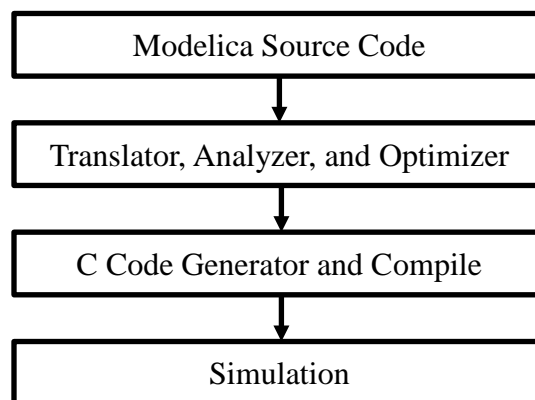 Modelica Source Code
Translator, Analyzer, and Optimizer
C Code Generator and Compile
Simulation